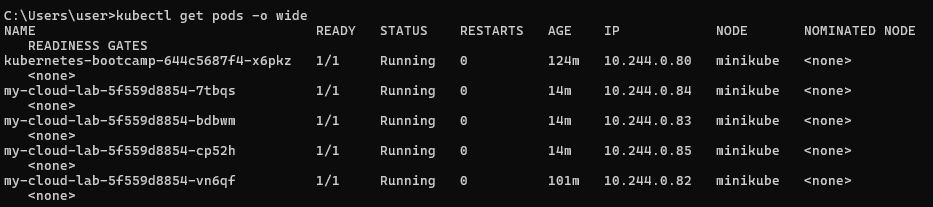 C:\Users\user>kubectl get pods -o wide
NAME READY STATUS RESTARTS AGE IP NODE NOMINATED NODE
READINESS GATES
kubernetes-bootcamp-644c5687f4-x6pkz 1/1 Running 0 124m 10.244.0.80 minikube <none>
<none>
my-cloud-lab-5f559d8854-7tbqs 1/1 Running 0 14m 10.244.0.84 minikube <none>
<none>
my-cloud-lab-5f559d8854-bdbwm 1/1 Running 0 14m 10.244.0.83 minikube <none>
<none>
my-cloud-lab-5f559d8854-cp52h 1/1 Running 0 14m 10.244.0.85 minikube <none>
<none>
my-cloud-lab-5f559d8854-vn6qf 1/1 Running 0 101m 10.244.0.82 minikube <none>
<none>